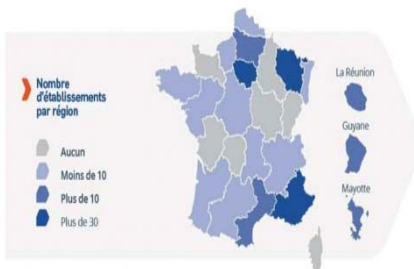 Nombre
d'établissements
par région
Aucun
Moins de 10
Plus de 10
Plus de 30
La Réunion
Guyane
Mayotte